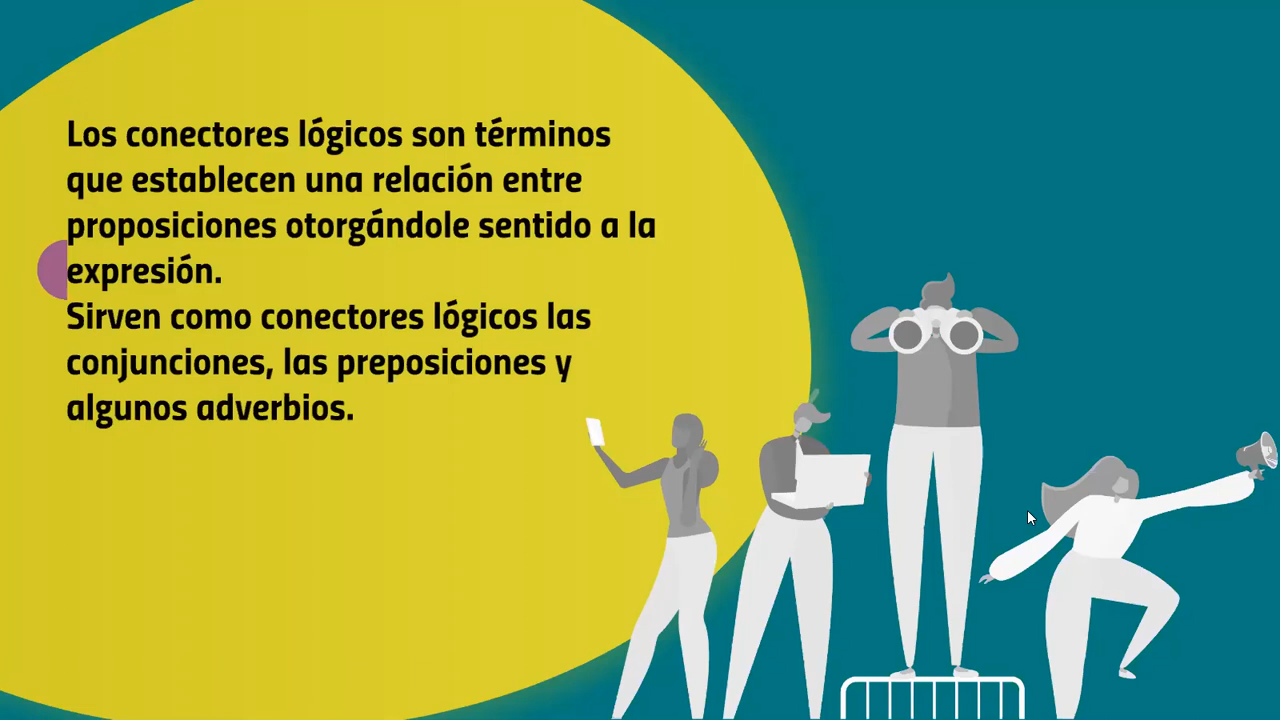 Los conectores lógicos son términos
que establecen una relación entre
proposiciones otorgándole sentido a la
expresión.
Sirven como conectores lógicos las
conjunciones, las preposiciones y
algunos adverbios.